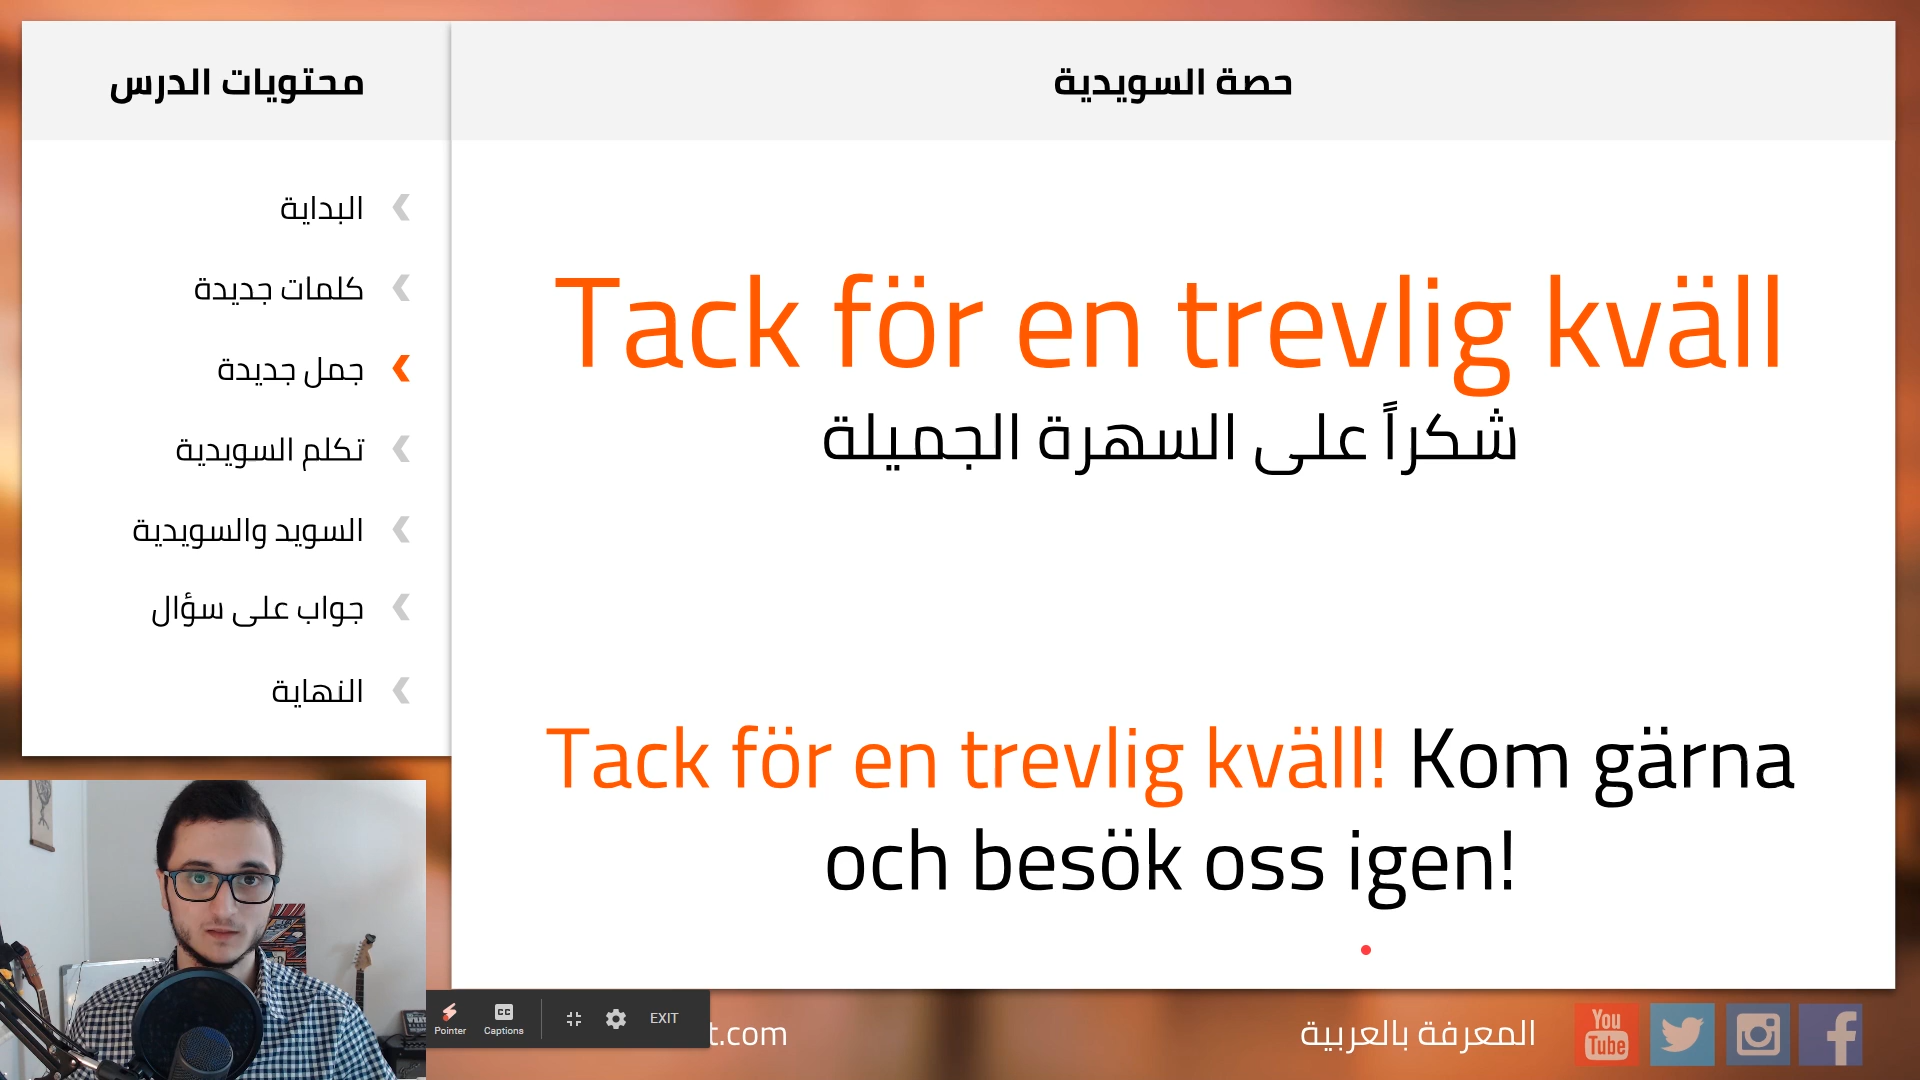 حصة السويدية
محتويات الدرس
البداية
كلمات جديدة
جمل جديدة
تكلم السويدية
السويد والسويدية
جواب على سؤال
النهاية
Tack för en trevlig kväll
شكراً على السهرة الجميلة
Tack för en trevlig kväll! Kom gärna
och besök oss igen!
Pointer
CC
Captions
EXIT
t.com
المعرفة بالعربية
You
Tube